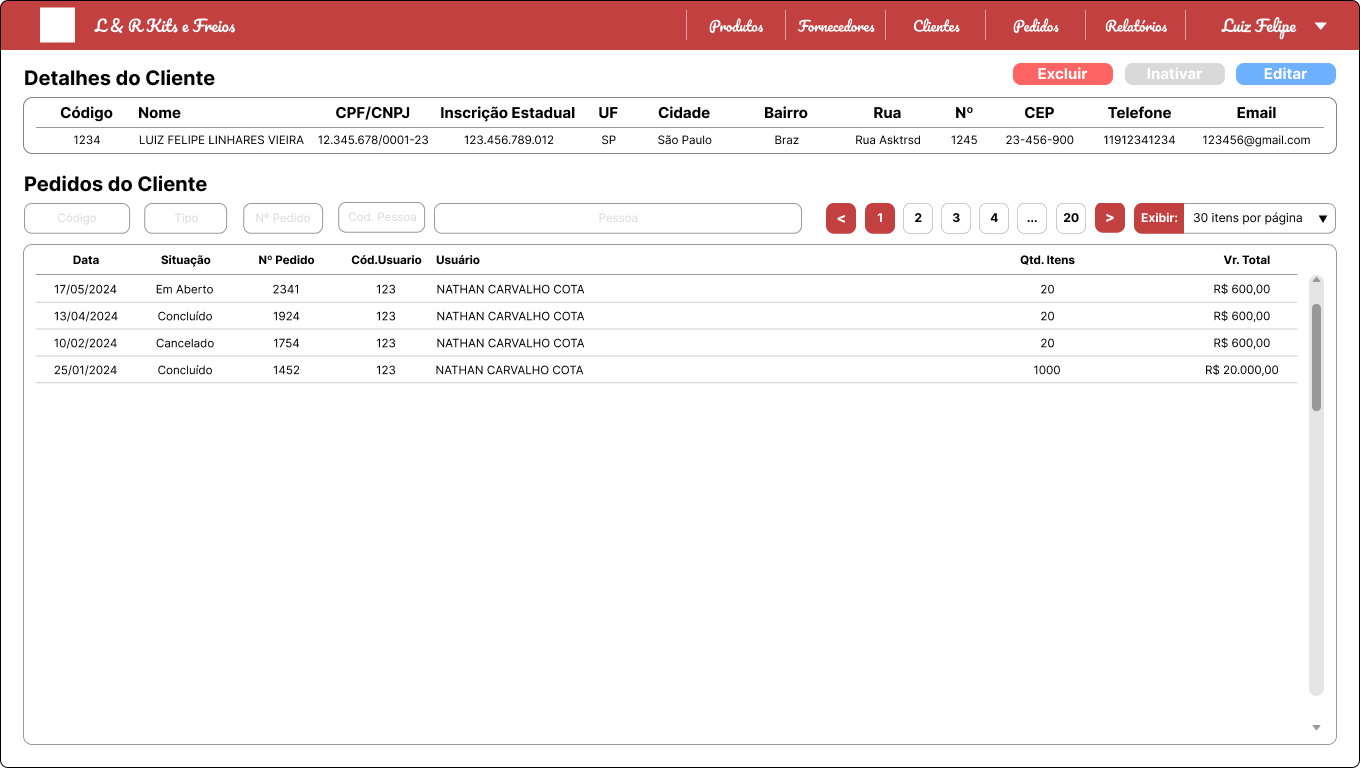 L & R Kits e Freios Produtos Fornecedores Clientes Pedidos Relatórios Luiz Felipe
Detalhes do Cliente Excluir Inativar Editar
Código Nome CPF/CNPJ Inscrição Estadual UF Cidade Bairro Rua Nº CEP Telefone Email
1234 LUIZ FELIPE LINHARES VIEIRA 12.345.678/0001-23 123.456.789.012 SP São Paulo Braz Rua Asktrsd 1245 23-456-900 11912341234 123456@gmail.com
Pedidos do Cliente
Código Tipo Nº Pedido Cod. Pessoa Pessoa < 1 2 3 4 ... 20 > Exibir: 30 itens por página
Data Situação Nº Pedido Cód.Usuario Usuário Qtd. Itens Vr. Total
17/05/2024 Em Aberto 2341 123 NATHAN CARVALHO COTA 20 R$ 600,00
13/04/2024 Concluído 1924 123 NATHAN CARVALHO COTA 20 R$ 600,00
10/02/2024 Cancelado 1754 123 NATHAN CARVALHO COTA 20 R$ 600,00
25/01/2024 Concluído 1452 123 NATHAN CARVALHO COTA 1000 R$ 20.000,00